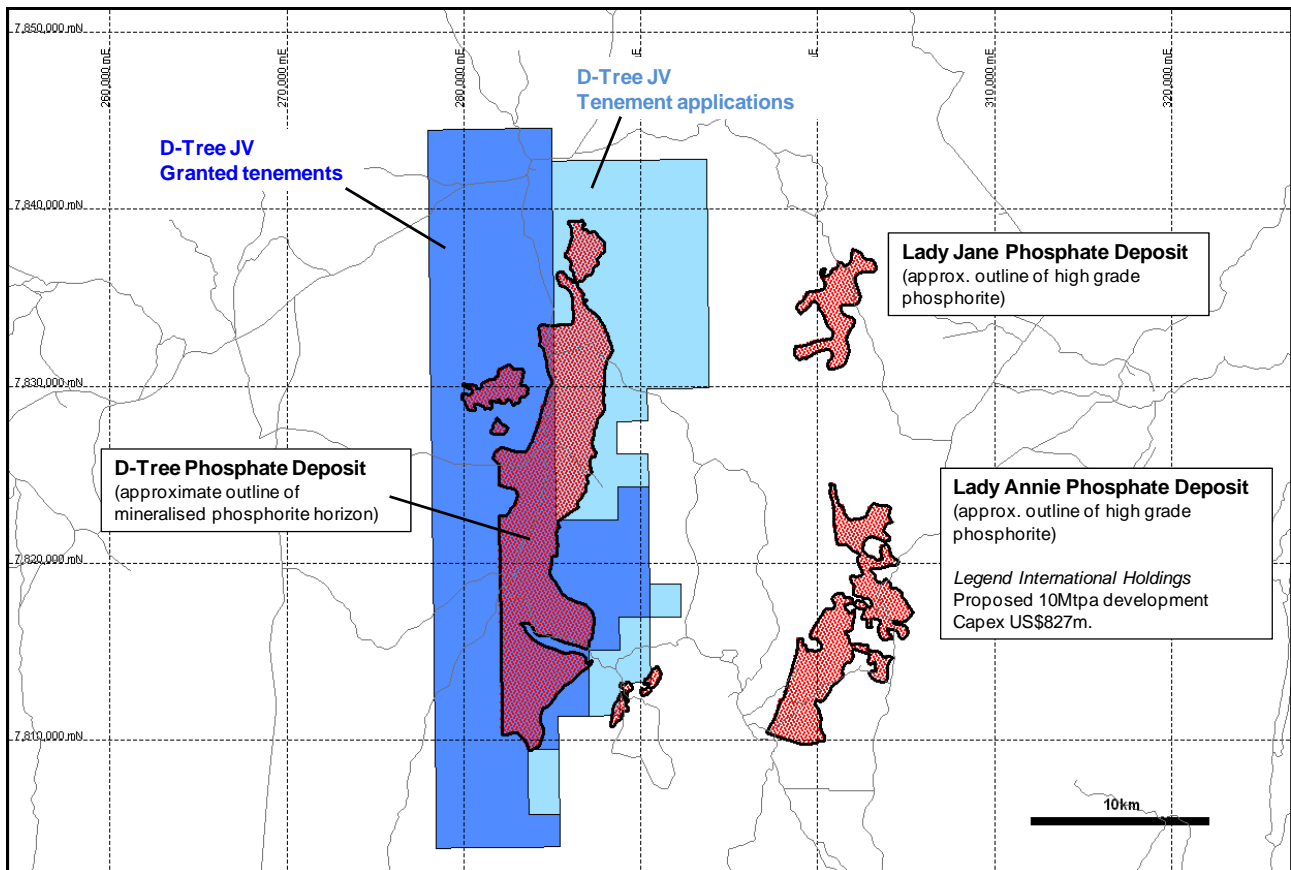 7,850,000 mN
260,000 mE
270,000 mE
280,000 mE
E
E
310,000 mE
320,000 mE
D-Tree JV
Tenement applications
D-Tree JV
Granted tenements
7,840,000 mN
Lady Jane Phosphate Deposit
(approx. outline of high grade
phosphorite)
7,830,000 mN
D-Tree Phosphate Deposit
(approximate outline of
mineralised phosphorite horizon)
Lady Annie Phosphate Deposit
(approx. outline of high grade
phosphorite)
Legend International Holdings
Proposed 10Mtpa development
Capex US$827m.
7,820,000 mN
7,810,000 mN
10km